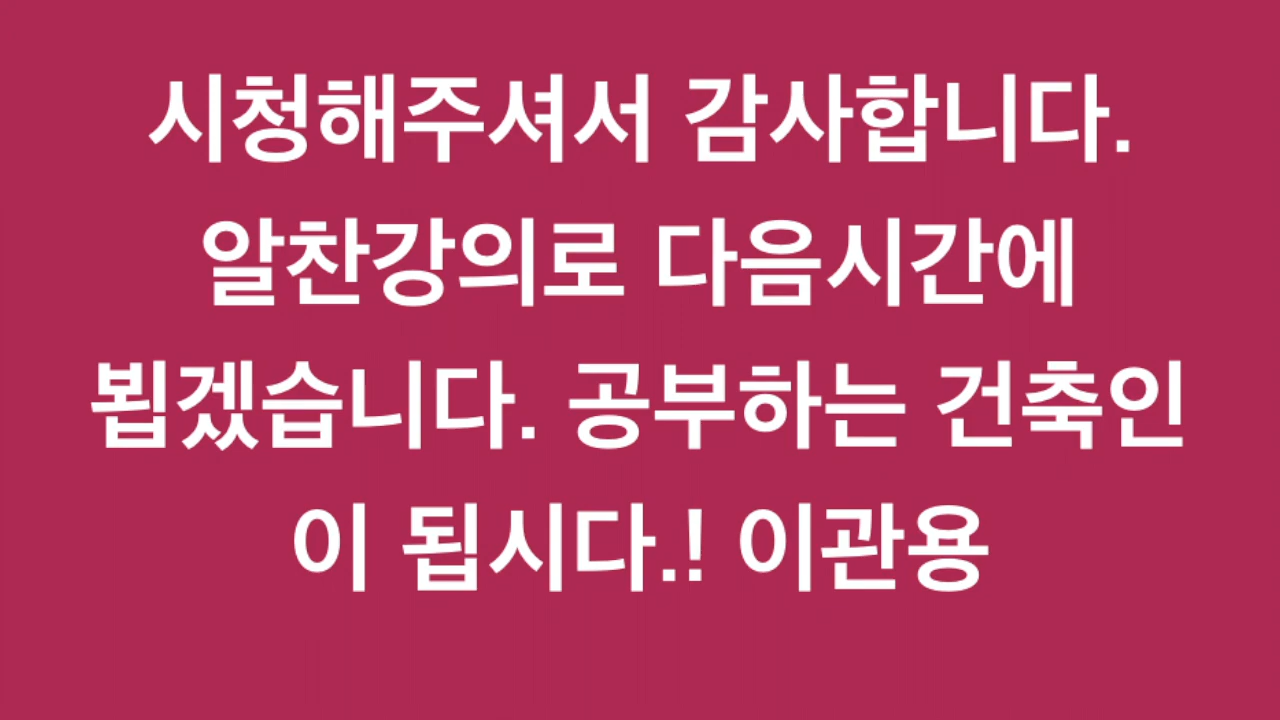 시청해주셔서 감사합니다.
알찬강의로 다음시간에
뵙겠습니다. 공부하는 건축인
이 됩시다.! 이관용